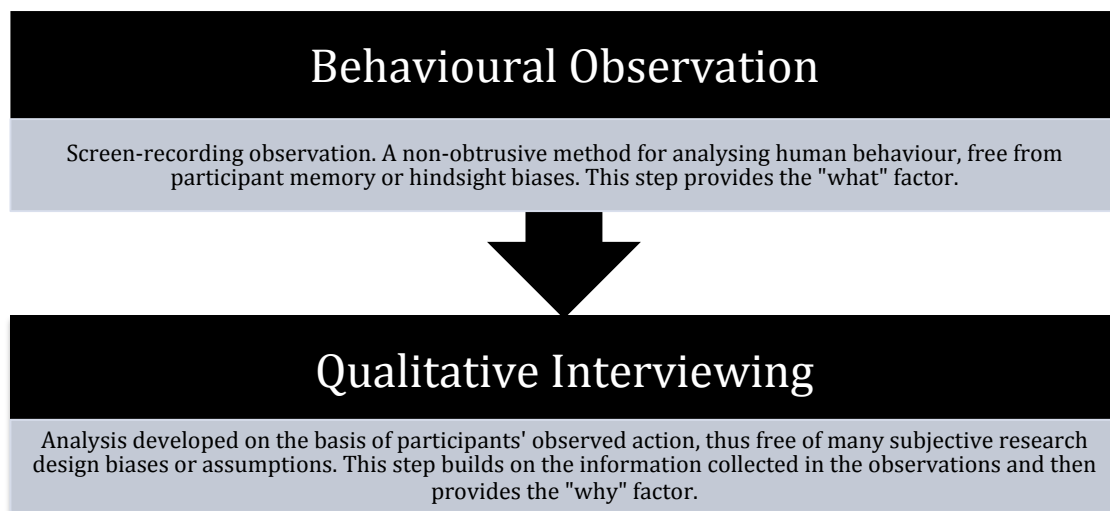 Behavioural Observation
Screen-recording observation. A non-obtrusive method for analysing human behaviour, free from
participant memory or hindsight biases. This step provides the "what" factor.
Qualitative Interviewing
Analysis developed on the basis of participants' observed action, thus free of many subjective research
design biases or assumptions. This step builds on the information collected in the observations and then
provides the "why" factor.